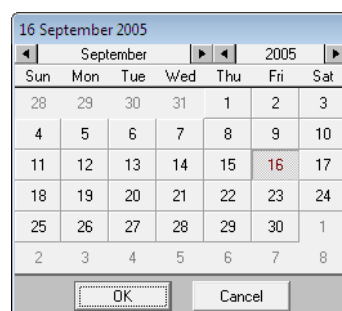 16 September 2005
September 2005
Sun Mon Tue Wed Thu Fri Sat
28 29 30 31 1 2 3
4 5 6 7 8 9 10
11 12 13 14 15 16 17
18 19 20 21 22 23 24
25 26 27 28 29 30 1
2 3 4 5 6 7 8
OK Cancel